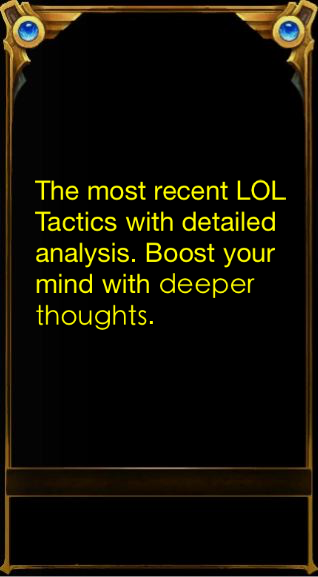 The most recent LOL
Tactics with detailed
analysis. Boost your
mind with deeper
thoughts.